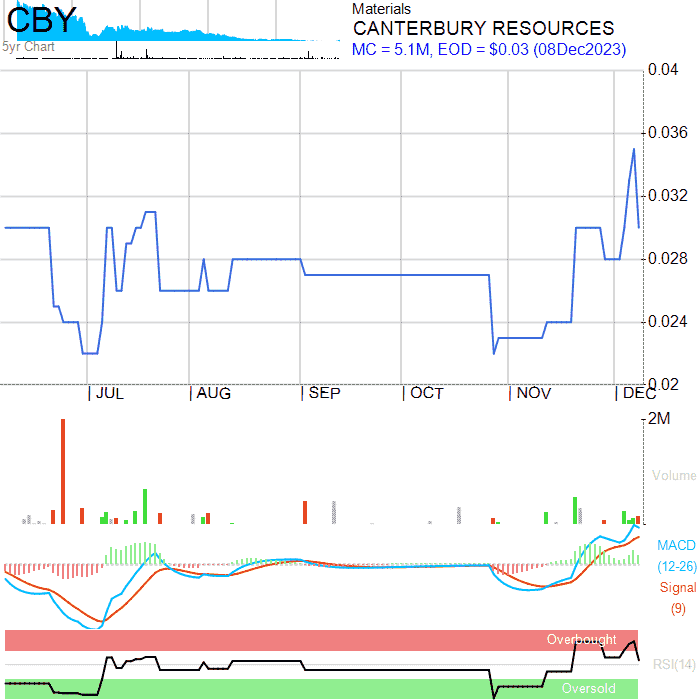 CBY
5yr Chart
Materials
CANTERBURY RESOURCES
MC = 5.1M, EOD = $0.03 (08Dec2023)
0.04
0.036
0.032
0.028
0.024
0.02
JUL AUG SEP OCT NOV DEC
2M
Volume
MACD
(12-26)
Signal
(9)
Overbought
RSI(14)
Oversold